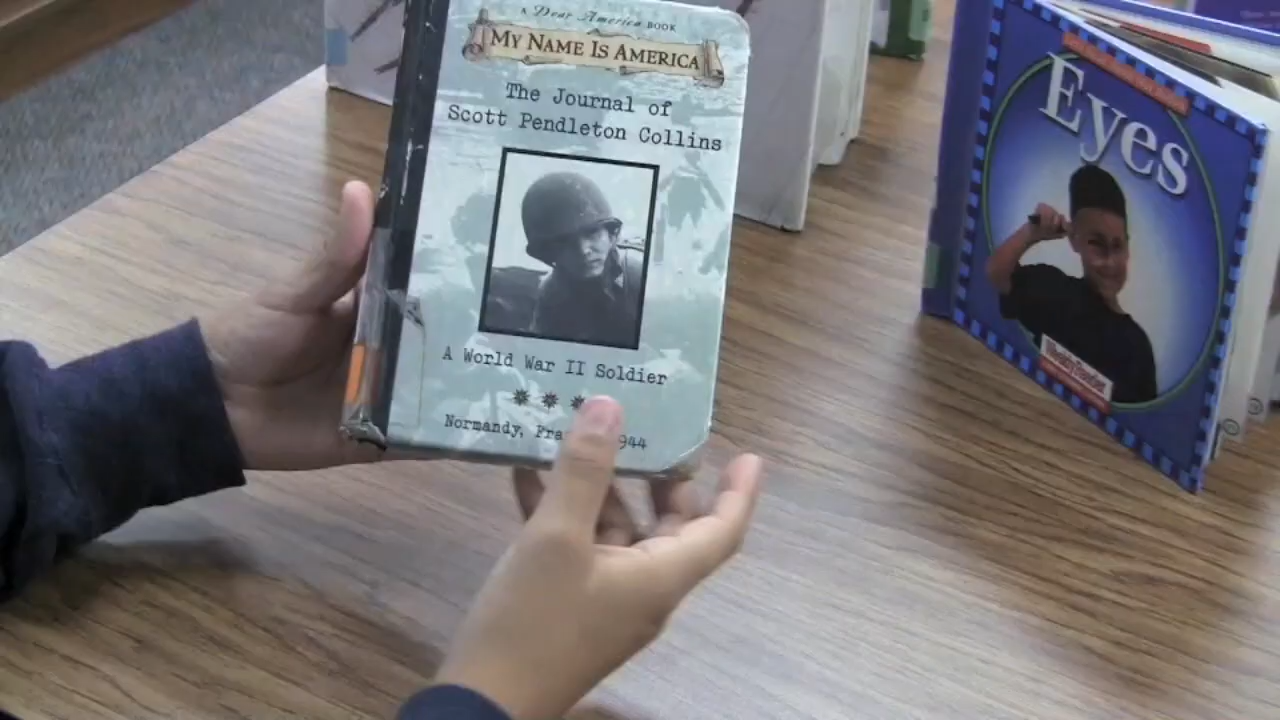 A Dear America BOOK
MY NAME IS AMERICA
The Journal of
Scott Pendleton Collins
A World War II Soldier
Normandy, 944
Eyes